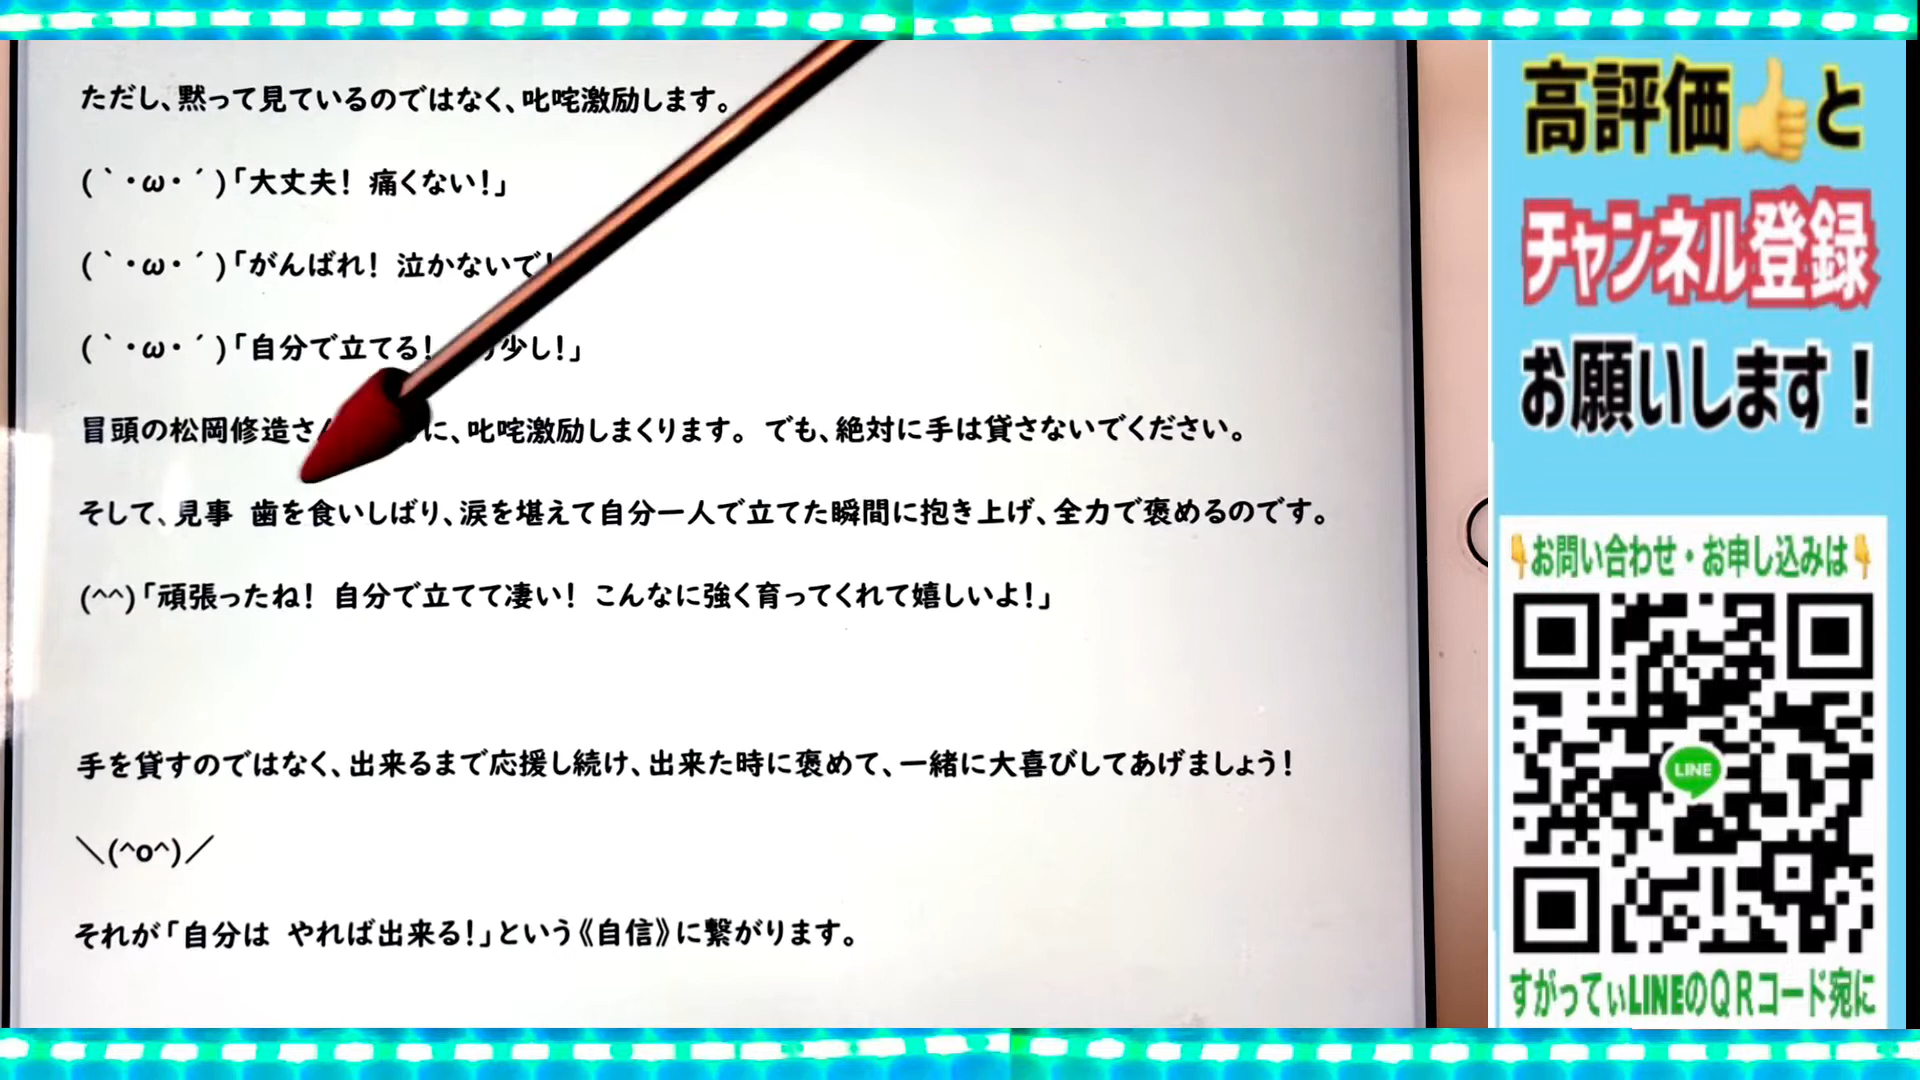 ただし、黙って見ているのではなく、叱咤激励します。
(｀・ω・´)「大丈夫！ 痛くない！」
(｀・ω・´)「がんばれ！ 泣かないで！
(｀・ω・´)「自分で立てる！ 少し！」
冒頭の松岡修造さ に、叱咤激励しまくります。 でも、絶対に手は貸さないでください。
そして、見事 歯を食いしばり、涙を堪えて自分一人で立てた瞬間に抱き上げ、全力で褒めるのです。
(^^)「頑張ったね！ 自分で立てて凄い！ こんなに強く育ってくれて嬉しいよ！」
手を貸すのではなく、出来るまで応援し続け、出来た時に褒めて、一緒に大喜びしてあげましょう！
＼(^o^)／
それが「自分は やれば出来る！」という《自信》に繋がります。
高評価👍と
チャンネル登録
お願いします！
👇お問い合わせ・お申し込みは👇
LINE
すがってぃLINEのQRコード宛に